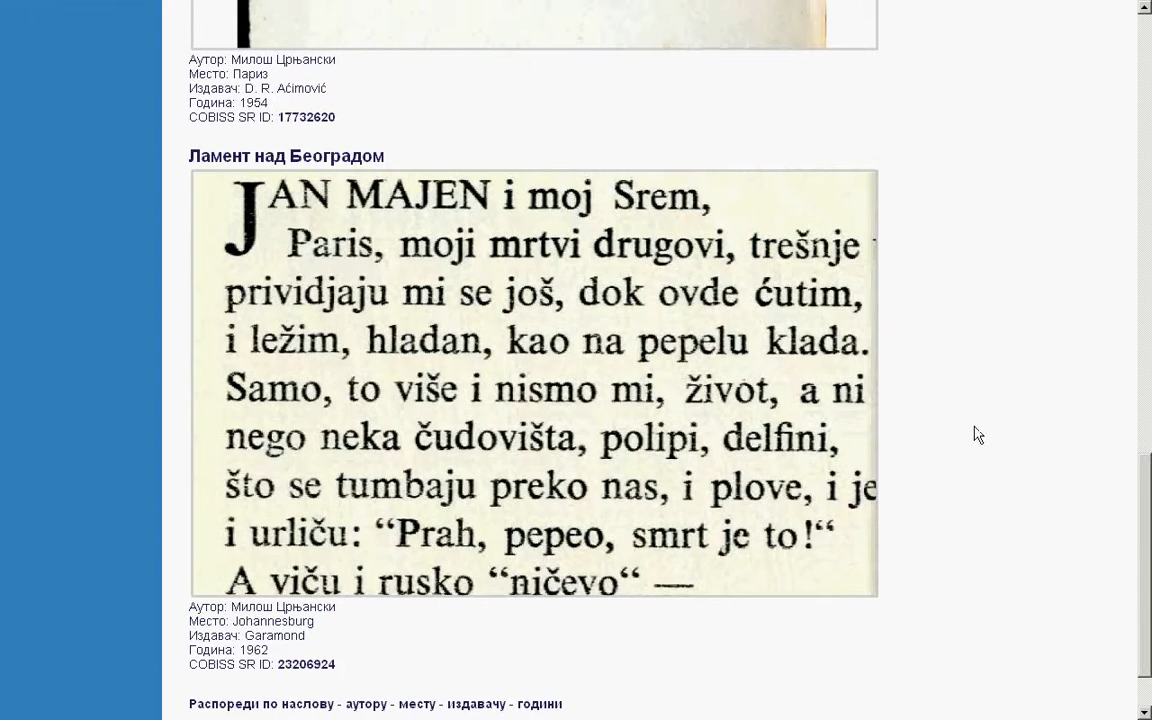 Аутор: Милош Црњански
Место: Париз
Издавач: D. R. Aćimović
Година: 1954
COBISS SR ID: 17732620
Ламент над Београдом
JAN MAJEN i moj Srem,
Paris, moji mrtvi drugovi, trešnje
prividjaju mi se još, dok ovde ćutim,
i ležim, hladan, kao na pepelu klada.
Samo, to više i nismo mi, život, a ni
nego neka čudovišta, polipi, delfini,
što se tumbaju preko nas, i plove, i je
i urliču: “Prah, pepeo, smrt je to!“
A viču i rusko “ničevo“ —
Аутор: Милош Црњански
Место: Johannesburg
Издавач: Garamond
Година: 1962
COBISS SR ID: 23206924
Распореди по наслову - аутору - месту - издавачу - години